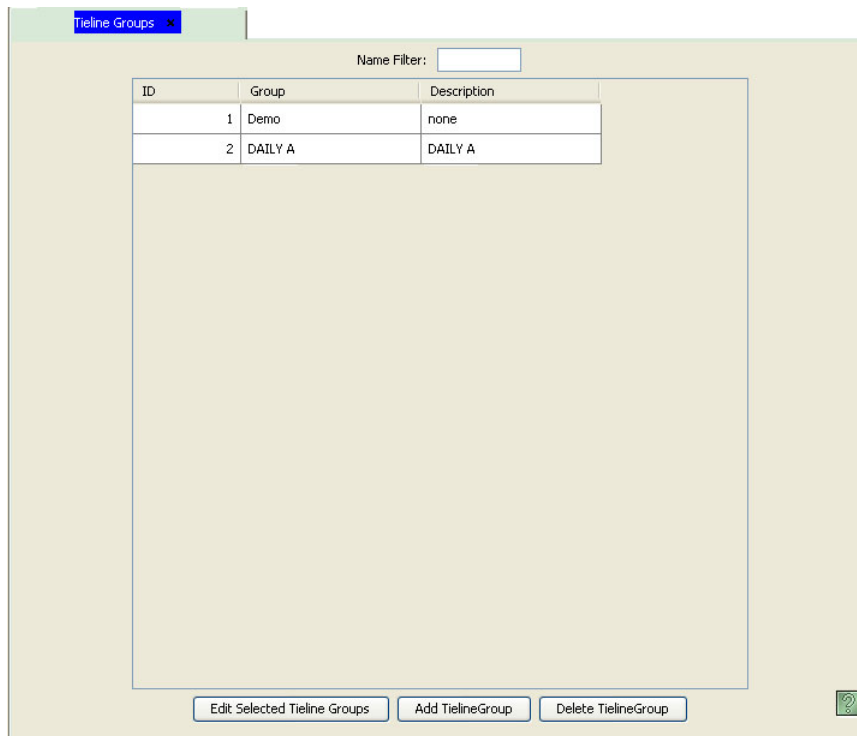 Tieline Groups ×
Name Filter:
ID Group Description
1 Demo none
2 DAILY A DAILY A
Edit Selected Tieline Groups Add TielineGroup Delete TielineGroup
?